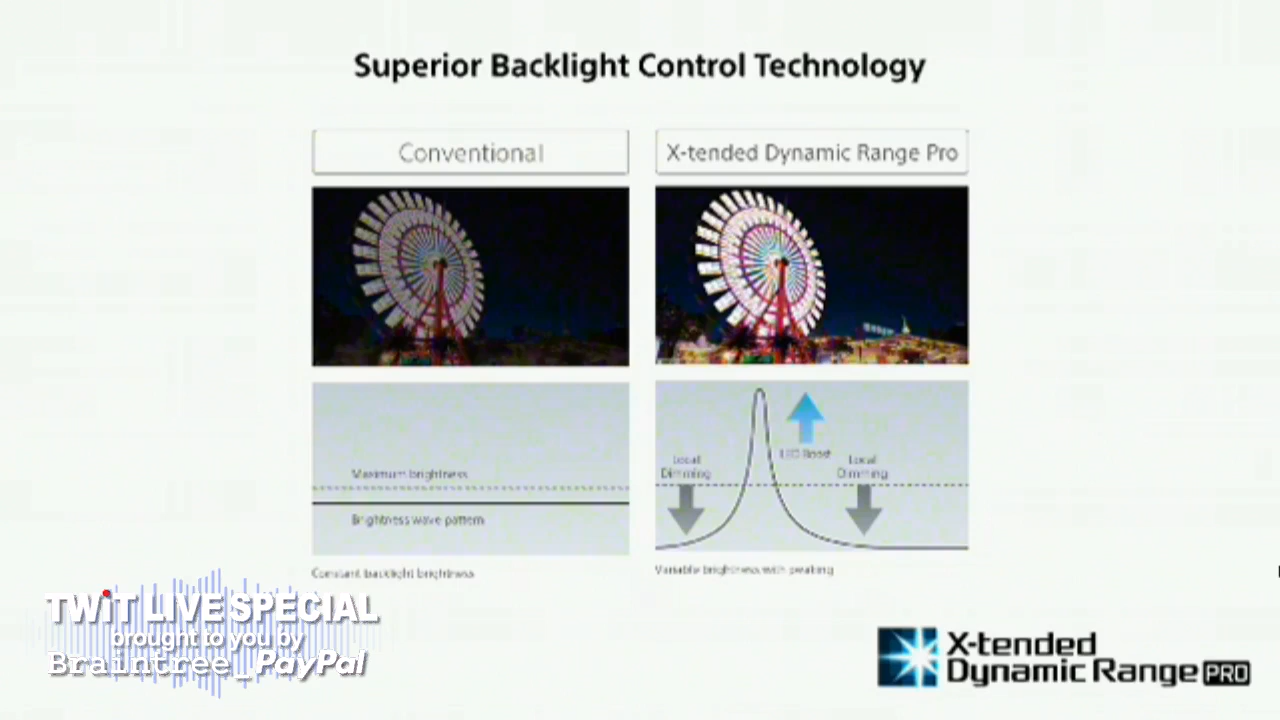 Superior Backlight Control Technology
Conventional
X-tended Dynamic Range Pro
Maximum brightness
Brightness wave pattern
Local
Dimming
LED Boost
Local
Dimming
Constant backlight brightness
Variable brightness with peaking
TWiT LIVE SPECIAL
brought to you by
Braintree_PayPal
X-tended
Dynamic Range PRO